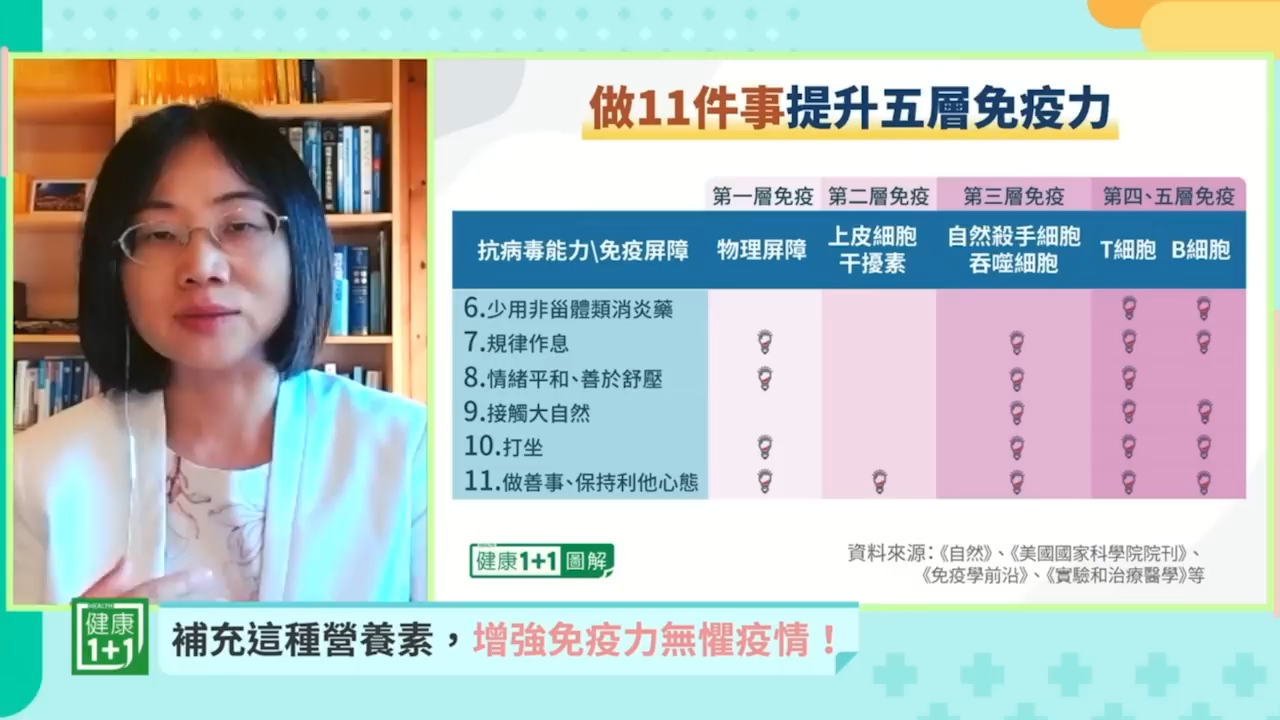 做11件事提升五層免疫力
第一層免疫 第二層免疫 第三層免疫 第四、五層免疫
抗病毒能力\免疫屏障 物理屏障 上皮細胞 干擾素 自然殺手細胞 吞噬細胞 T細胞 B細胞
6.少用非甾體類消炎藥
7.規律作息
8.情緒平和、善於舒壓
9.接觸大自然
10.打坐
11.做善事、保持利他心態
健康1+1圖解
資料來源:《自然》、《美國國家科學院院刊》、
《免疫學前沿》、《實驗和治療醫學》等
HEALTH
健康
1+1
補充這種營養素,增強免疫力無懼疫情!